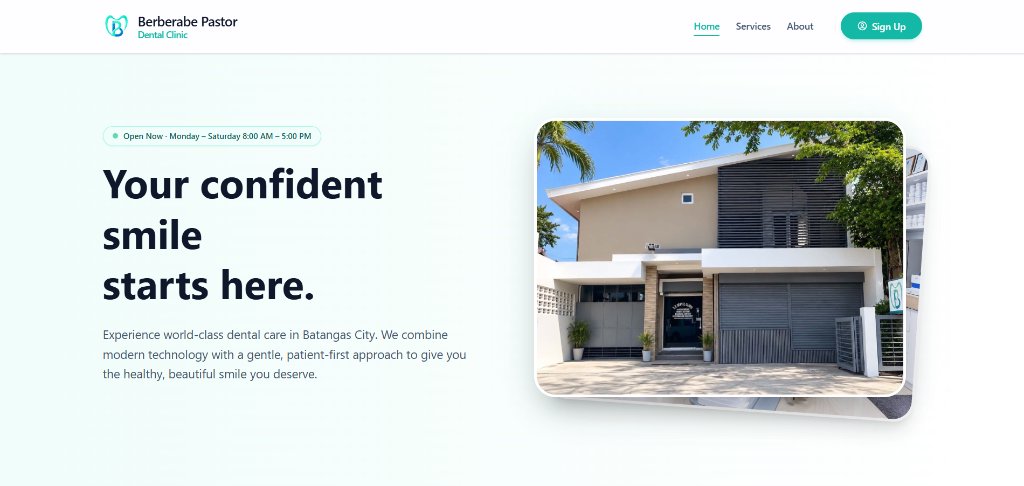 Berberabe Pastor
Dental Clinic
Home Services About Sign Up
Open Now · Monday – Saturday 8:00 AM – 5:00 PM
Your confident
smile
starts here.
Experience world-class dental care in Batangas City. We combine
modern technology with a gentle, patient-first approach to give you
the healthy, beautiful smile you deserve.